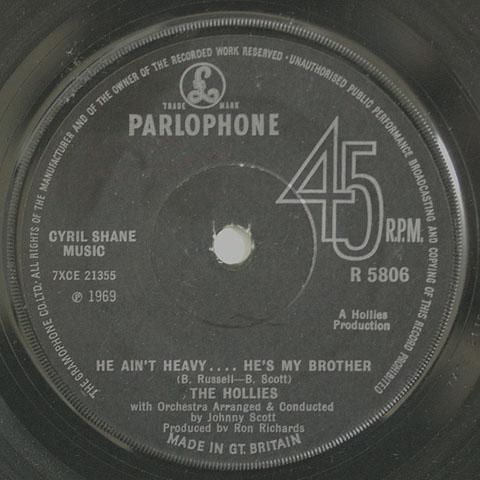 THE GRAMOPHONE CO. LTD. ALL RIGHTS OF THE MANUFACTURER AND OF THE OWNER OF THE RECORDED WORK RESERVED · UNAUTHORISED PUBLIC PERFORMANCE BROADCASTING AND COPYING OF THIS RECORD PROHIBITED
£
TRADE MARK
PARLOPHONE
45
R.P.M.
CYRIL SHANE
MUSIC
7XCE 21355
℗ 1969
R 5806
A Hollies
Production
HE AIN'T HEAVY.... HE'S MY BROTHER
(B. Russell—B. Scott)
THE HOLLIES
with Orchestra Arranged & Conducted
by Johnny Scott
Produced by Ron Richards
MADE IN GT. BRITAIN